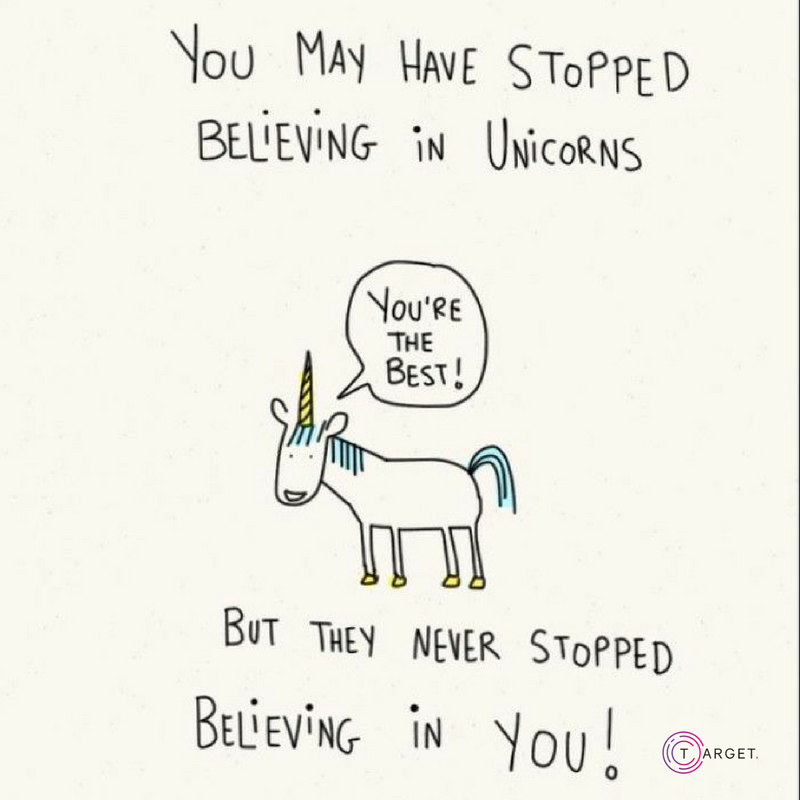 YOU MAY HAVE STOPPED
BELiEViNG iN UNiCORNS
YOU'RE
THE
BEST!
BUT THEY NEVER STOPPED
BELiEViNG iN YOU!
TARGET.